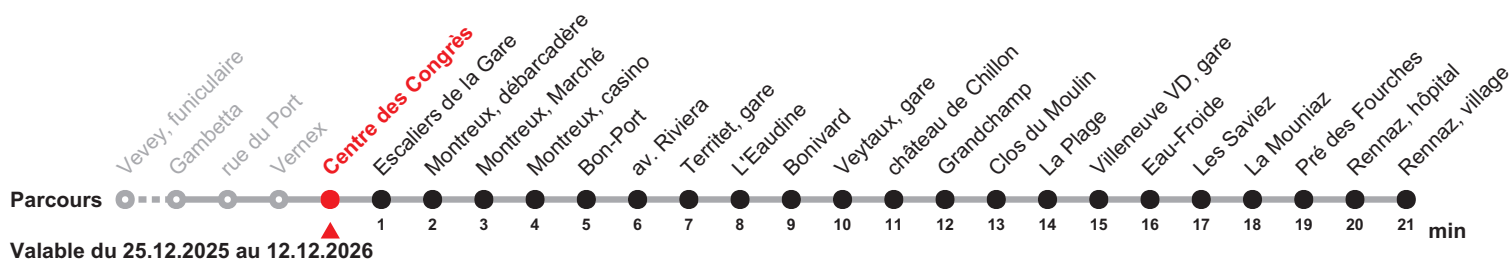 Vevey, funiculaire
Gambetta
rue du Port
Vernex
Centre des Congrès
Escaliers de la Gare
Montreux, débarcadère
Montreux, Marché
Montreux, casino
Bon-Port
av. Riviera
Territet, gare
L'Eaudine
Bonivard
Veytaux, gare
château de Chillon
Grandchamp
Clos du Moulin
La Plage
Villeneuve VD, gare
Eau-Froide
Les Saviez
La Mouniaz
Pré des Fourches
Rennaz, hôpital
Rennaz, village
Parcours
1 2 3 4 5 6 7 8 9 10 11 12 13 14 15 16 17 18 19 20 21 min
Valable du 25.12.2025 au 12.12.2026